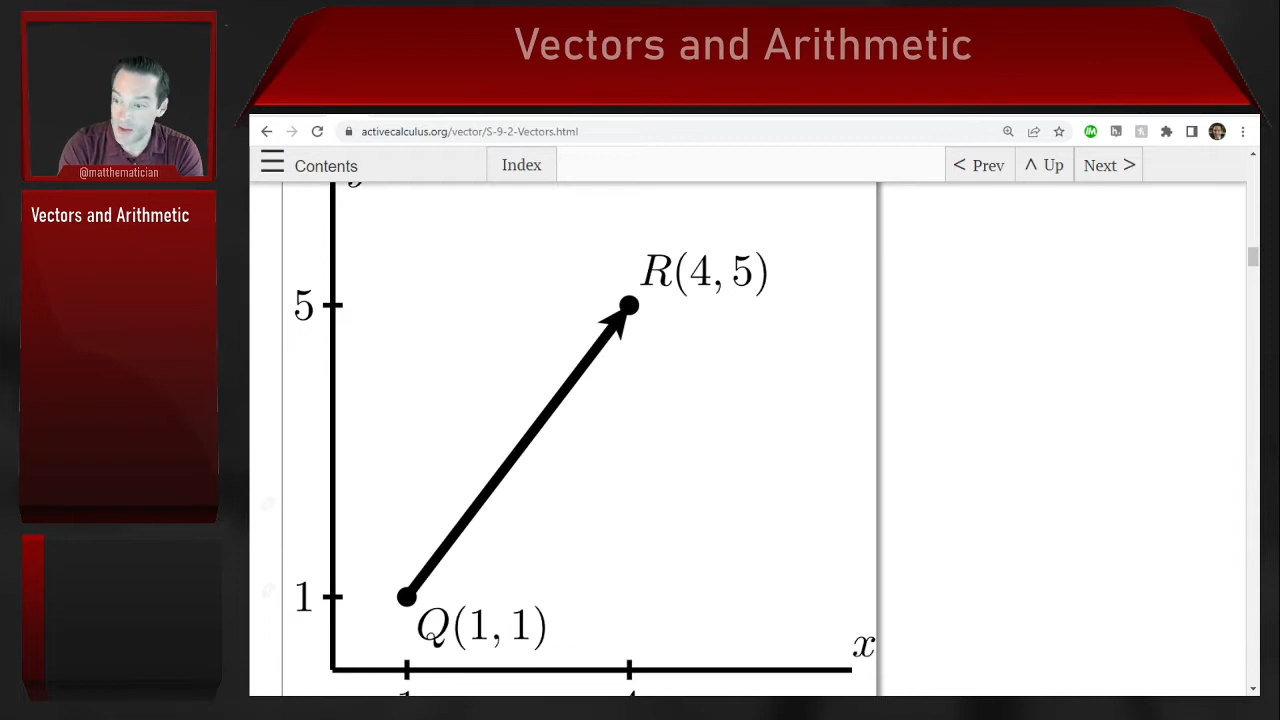 Vectors and Arithmetic
@matthematician
Vectors and Arithmetic
activecalculus.org/vector/S-9-2-Vectors.html
Contents
Index
< Prev
^ Up
Next >
R(4, 5)
5
1
Q(1, 1)
x